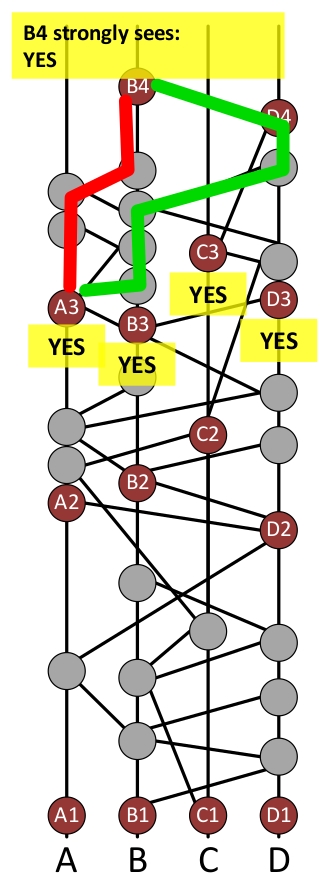 B4 strongly sees:
YES
B4
D4
C3
YES
A3
D3
B3
YES
YES
YES
C2
B2
A2
D2
A1
B1
C1
D1
A
B
C
D